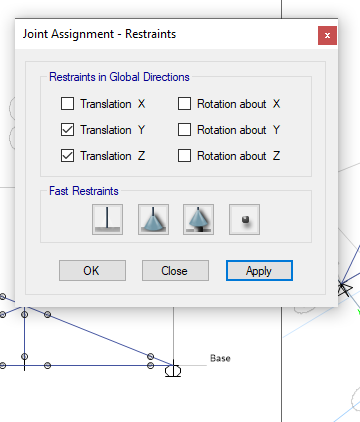 Joint Assignment - Restraints
x
Restraints in Global Directions
Translation X
Rotation about X
Translation Y
Rotation about Y
Translation Z
Rotation about Z
Fast Restraints
OK
Close
Apply
Base